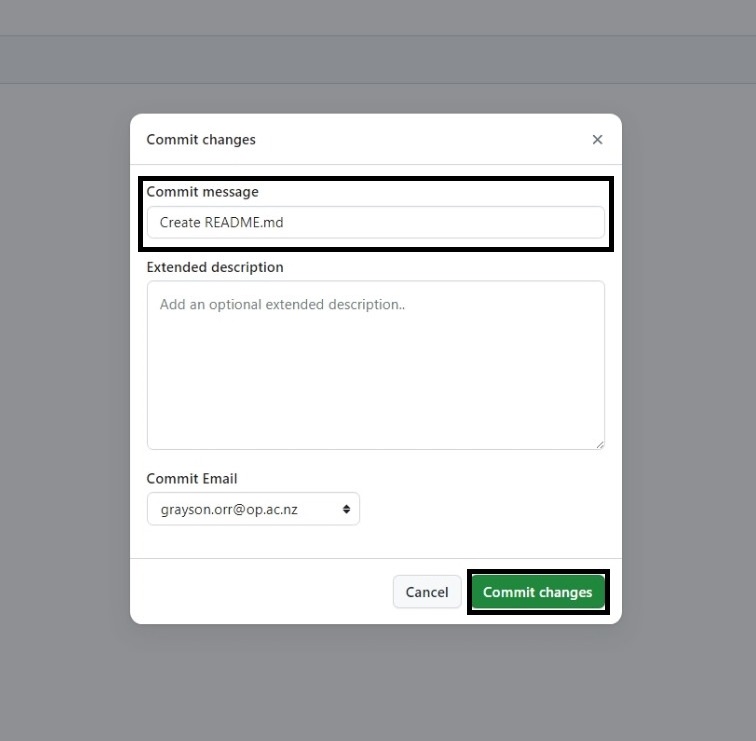 Commit changes
Commit message
Create README.md
Extended description
Add an optional extended description..
Commit Email
grayson.orr@op.ac.nz
Cancel
Commit changes